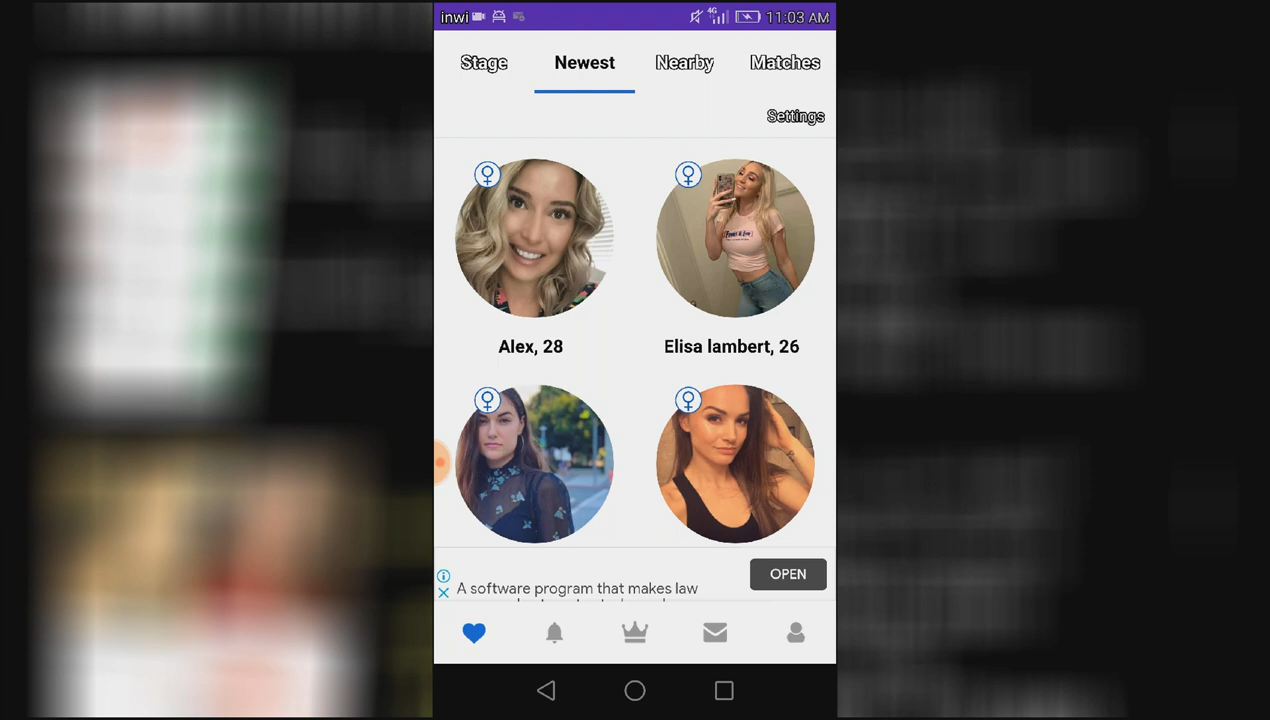 inwi 4G 11:03 AM
Stage Newest Nearby Matches
Settings
Alex, 28 Elisa lambert, 26
A software program that makes law
OPEN